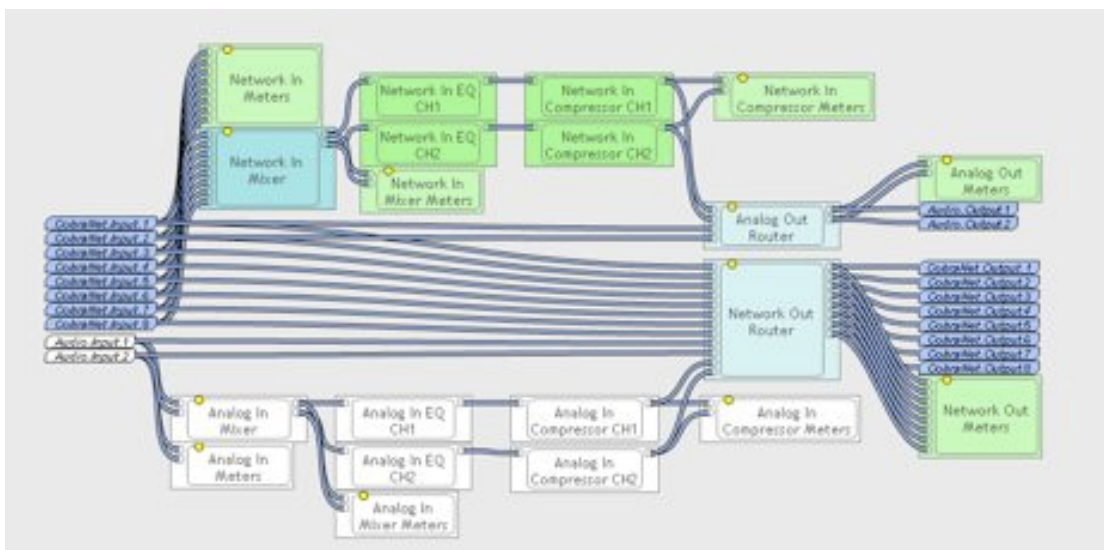 Network In
Meters
Network In
Mixer
Network In EQ
CH1
Network In EQ
CH2
Network In
Mixer Meters
Network In
Compressor CH1
Network In
Compressor CH2
Network In
Compressor Meters
Analog Out
Meters
Analog Out
Router
Audio Output 1
Audio Output 2
CobraNet Input 1
CobraNet Input 2
CobraNet Input 3
CobraNet Input 4
CobraNet Input 5
CobraNet Input 6
CobraNet Input 7
CobraNet Input 8
Audio Input 1
Audio Input 2
Network Out
Router
CobraNet Output 1
CobraNet Output 2
CobraNet Output 3
CobraNet Output 4
CobraNet Output 5
CobraNet Output 6
CobraNet Output 7
CobraNet Output 8
Network Out
Meters
Analog In
Mixer
Analog In
Meters
Analog In EQ
CH1
Analog In EQ
CH2
Analog In
Mixer Meters
Analog In
Compressor CH1
Analog In
Compressor CH2
Analog In
Compressor Meters